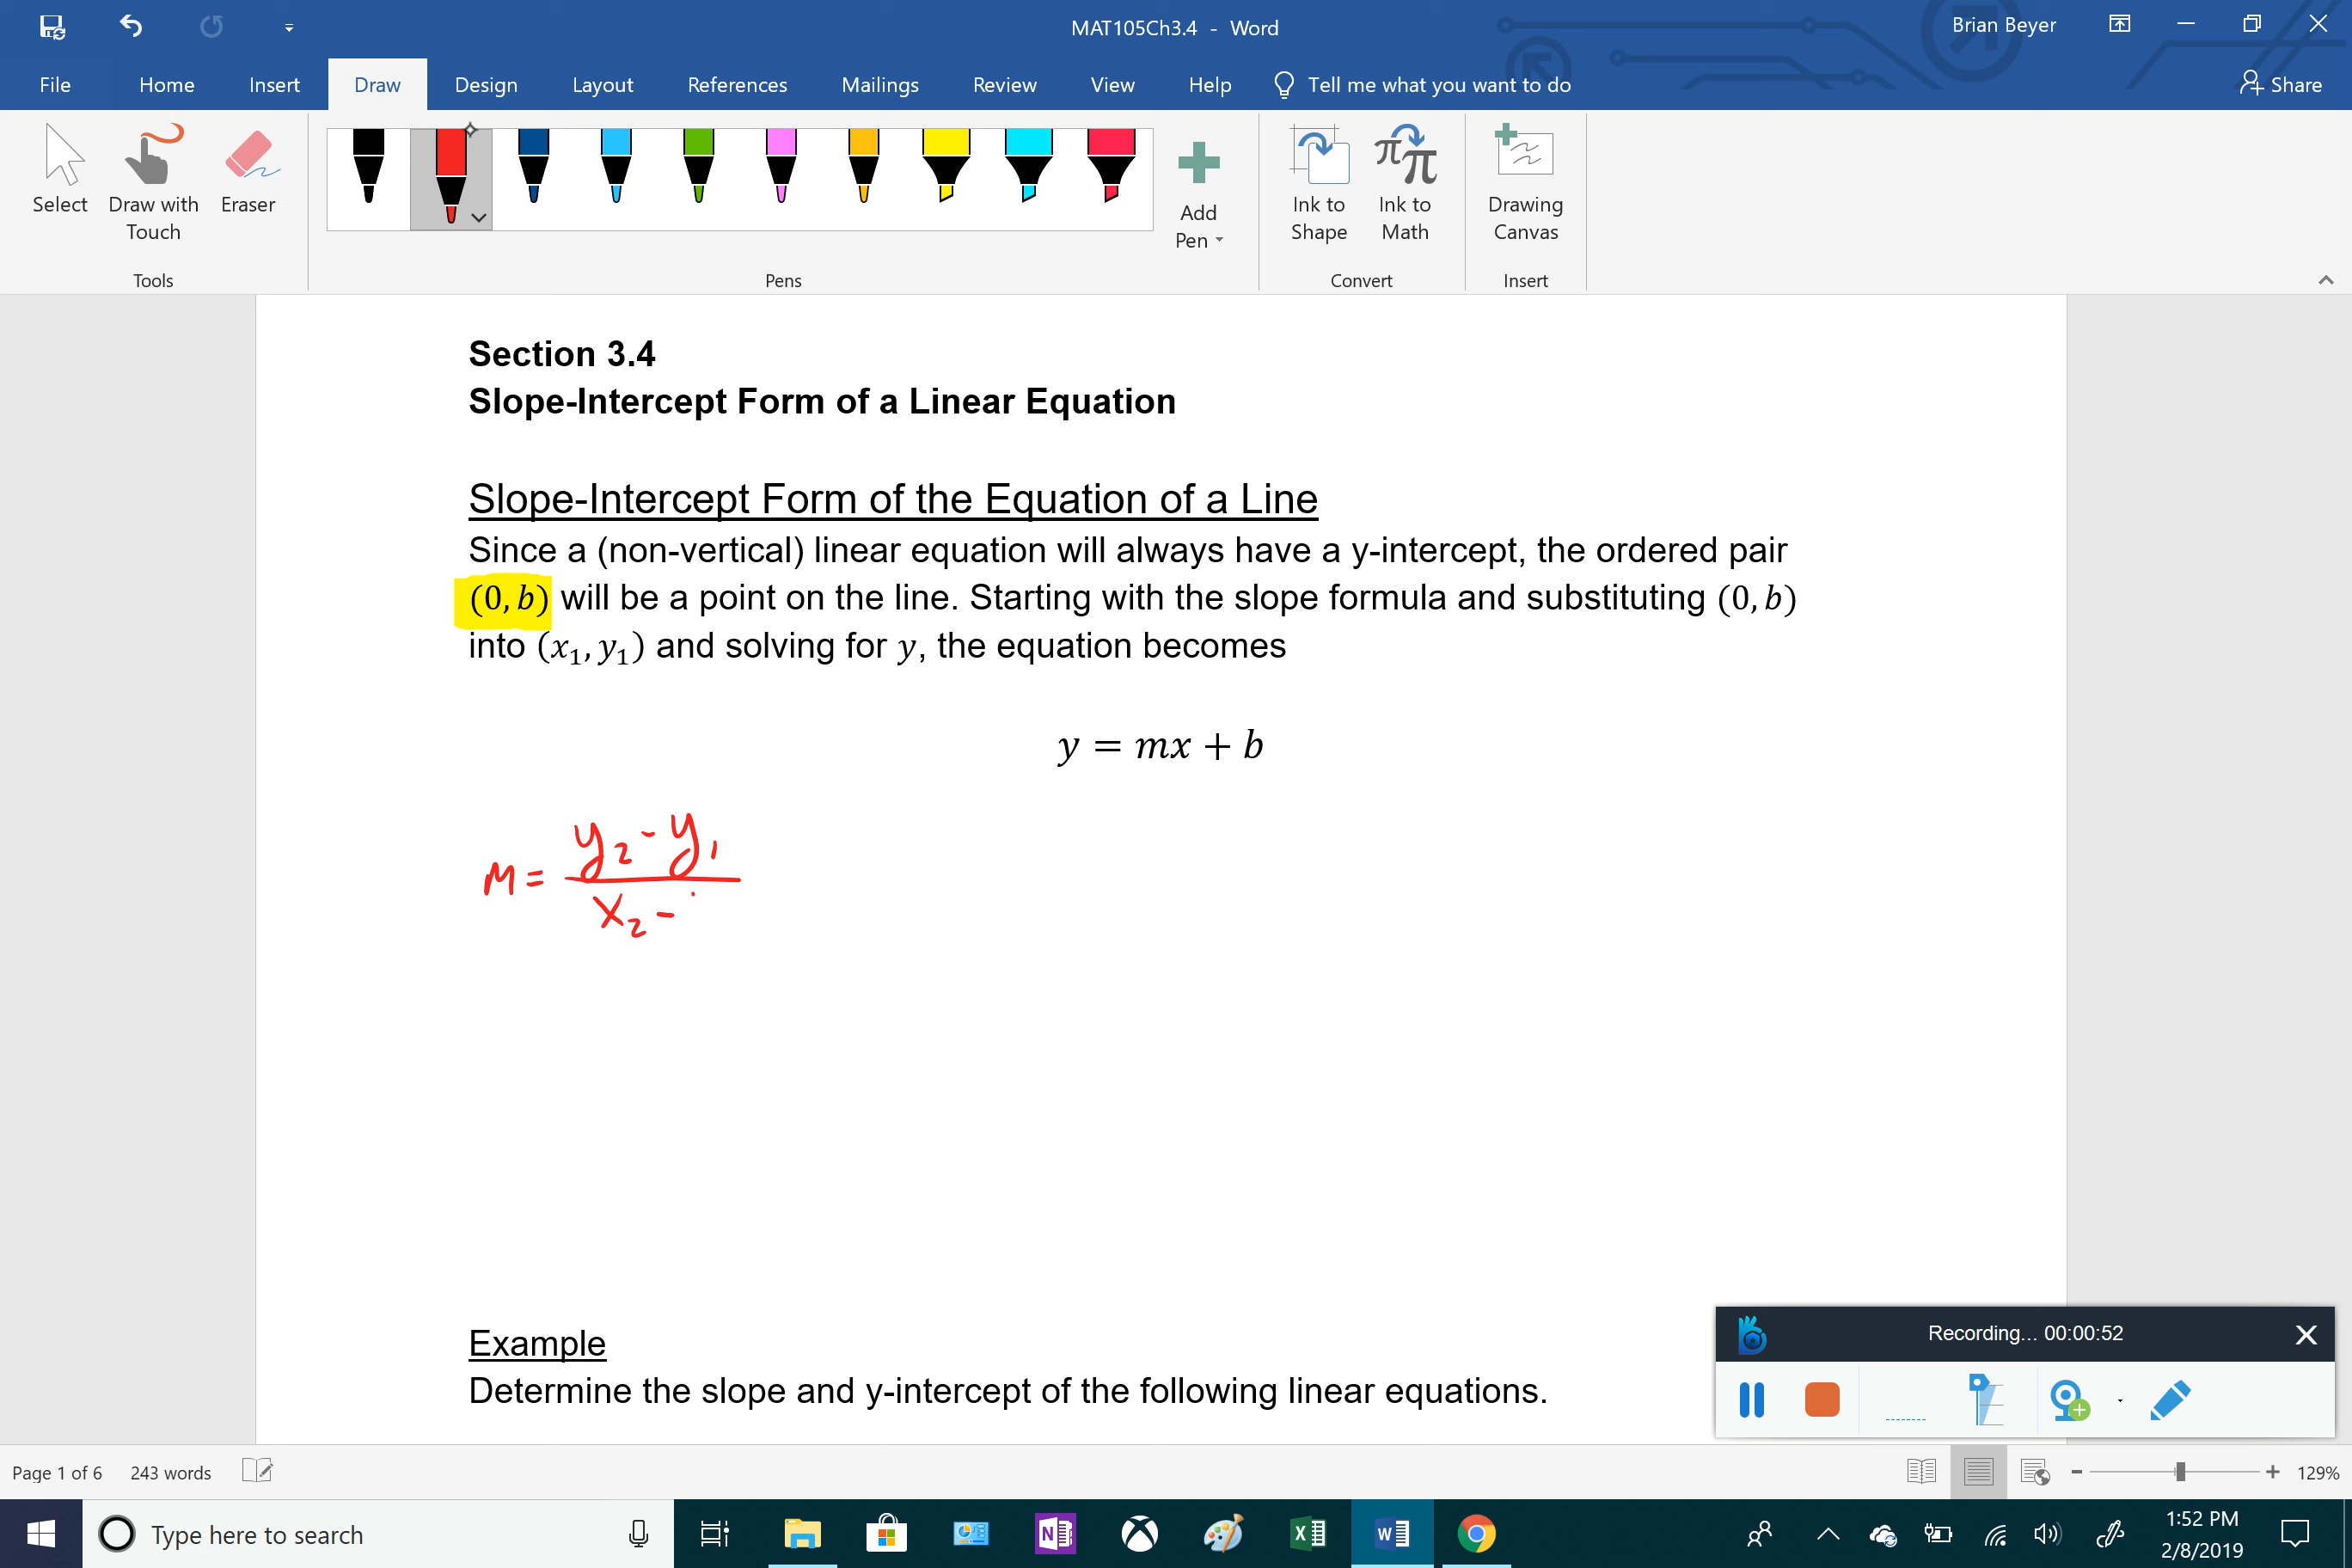 MAT105Ch3.4 - Word
Brian Beyer
File Home Insert Draw Design Layout References Mailings Review View Help Tell me what you want to do Share
Select Draw with Touch Eraser
Add Pen
Ink to Shape Ink to Math
Drawing Canvas
Tools Pens Convert Insert
Section 3.4
Slope-Intercept Form of a Linear Equation
Slope-Intercept Form of the Equation of a Line
Since a (non-vertical) linear equation will always have a y-intercept, the ordered pair
(0, b) will be a point on the line. Starting with the slope formula and substituting (0, b)
into (x₁, y₁) and solving for y, the equation becomes
y = mx + b
y₂ - y₁
M =
x₂ -
Example
Determine the slope and y-intercept of the following linear equations.
Recording... 00:00:52
Page 1 of 6 243 words
129%
Type here to search
1:52 PM
2/8/2019